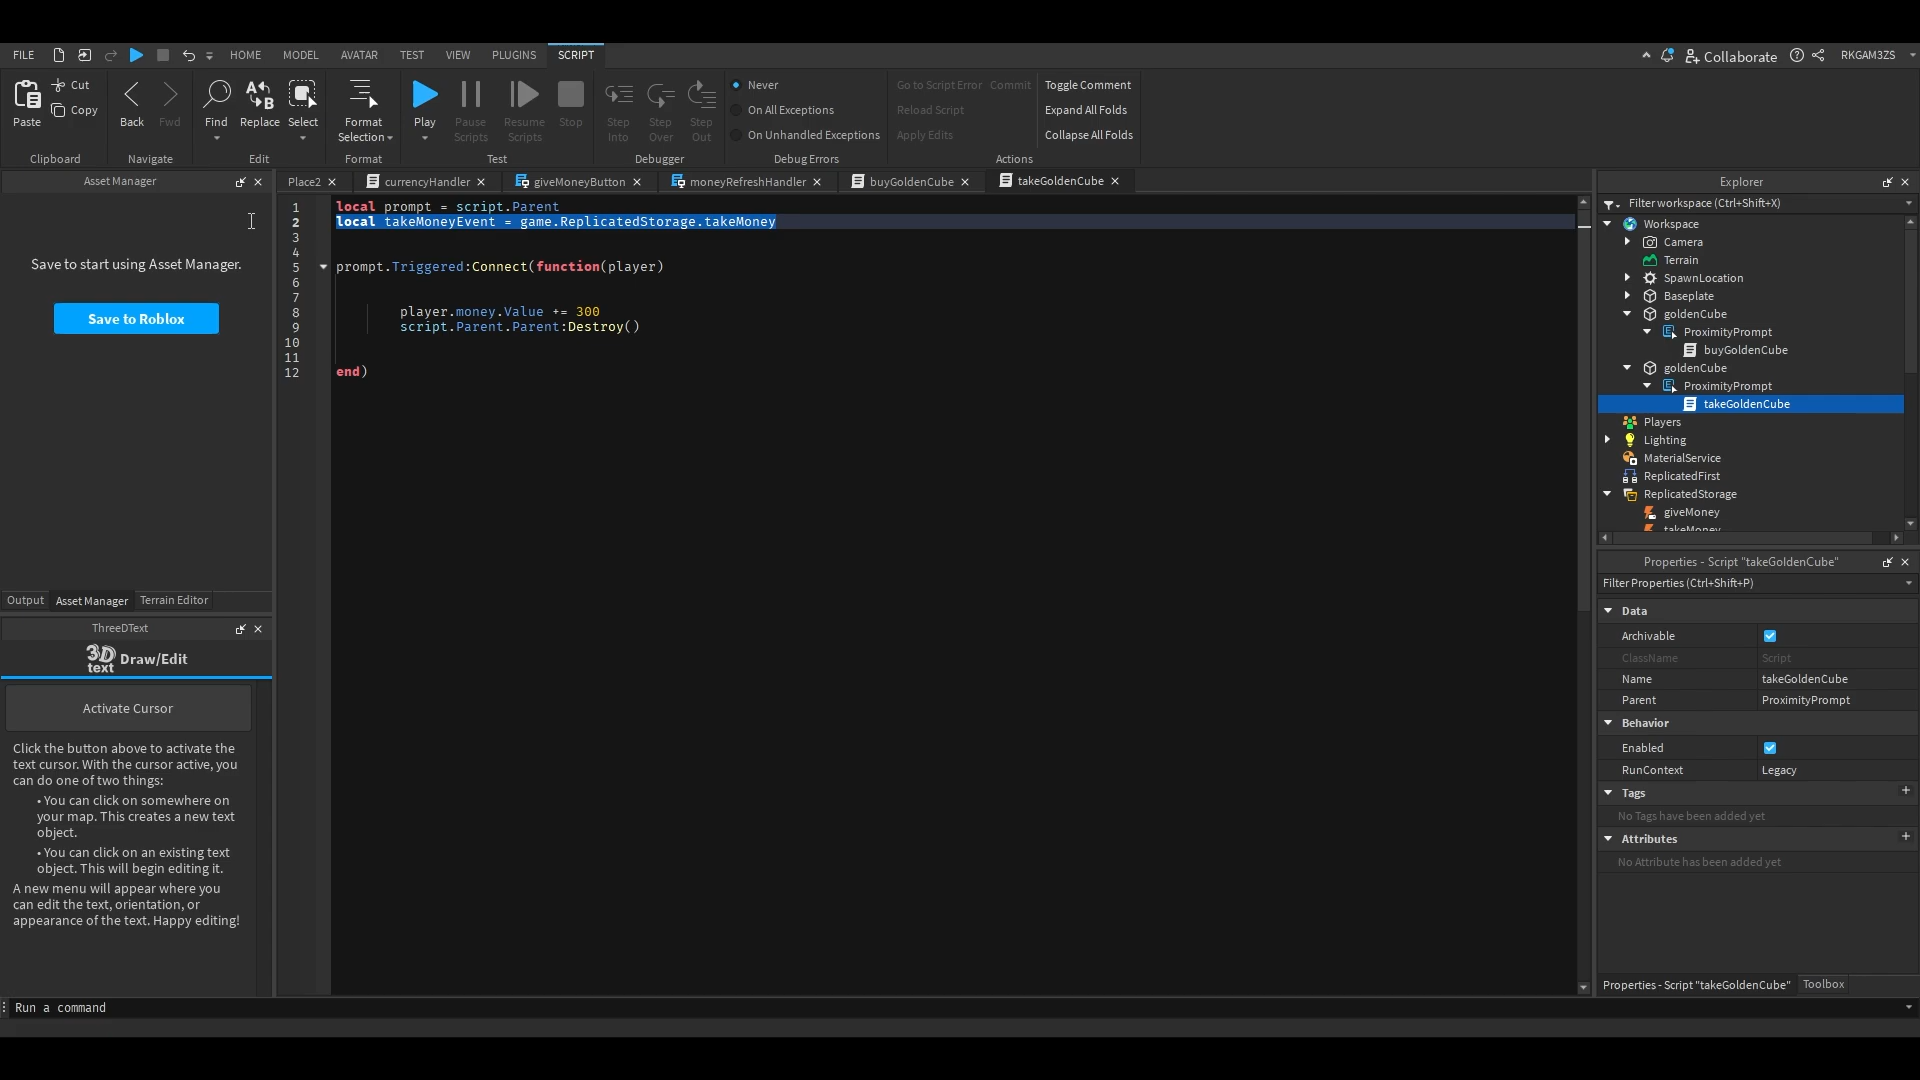 FILE HOME MODEL AVATAR TEST VIEW PLUGINS SCRIPT Collaborate RKGAM3ZS
Paste Cut
Copy
Clipboard
Back Fwd
Navigate
Find Replace Select
Edit
Format
Selection
Format
Play Pause
Scripts Resume
Scripts Stop
Test
Step
Into Step
Over Step
Out
Debugger
Never
On All Exceptions
On Unhandled Exceptions
Debug Errors
Go to Script Error Commit
Reload Script
Apply Edits
Toggle Comment
Expand All Folds
Collapse All Folds
Actions
Asset Manager
Save to start using Asset Manager.
Save to Roblox
Output Asset Manager Terrain Editor
ThreeDText
3D
text Draw/Edit
Activate Cursor
Click the button above to activate the
text cursor. With the cursor active, you
can do one of two things:
• You can click on somewhere on
your map. This creates a new text
object.
• You can click on an existing text
object. This will begin editing it.
A new menu will appear where you
can edit the text, orientation, or
appearance of the text. Happy editing!
Place2 currencyHandler giveMoneyButton moneyRefreshHandler buyGoldenCube takeGoldenCube
1 local prompt = script.Parent
2 local takeMoneyEvent = game.ReplicatedStorage.takeMoney
3
4
5 prompt.Triggered:Connect(function(player)
6
7
8 player.money.Value += 300
9 script.Parent.Parent:Destroy()
10
11
12 end)
Explorer
Filter workspace (Ctrl+Shift+X)
Workspace
Camera
Terrain
SpawnLocation
Baseplate
goldenCube
ProximityPrompt
buyGoldenCube
goldenCube
ProximityPrompt
takeGoldenCube
Players
Lighting
MaterialService
ReplicatedFirst
ReplicatedStorage
giveMoney
takeMoney
Properties - Script "takeGoldenCube"
Filter Properties (Ctrl+Shift+P)
Data
Archivable
ClassName Script
Name takeGoldenCube
Parent ProximityPrompt
Behavior
Enabled
RunContext Legacy
Tags +
No Tags have been added yet
Attributes +
No Attribute has been added yet
Properties - Script "takeGoldenCube" Toolbox
Run a command